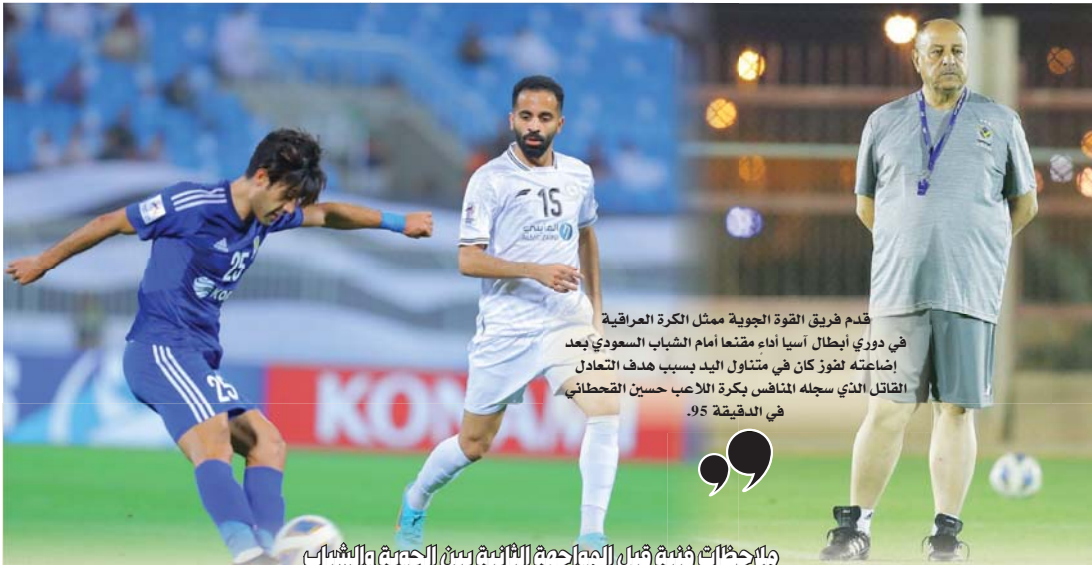 قدم فريق القوة الجوية ممثل الكرة العراقية
في دوري أبطال آسيا أداءً مقنعا أمام الشباب السعودي بعد
إضاعته لفوز كان في متناول اليد بسبب هدف التعادل
القاتل الذي سجله المنافس بكرة اللاعب حسين القحطاني
في الدقيقة 95.
15
25
25
KONAMI
ملاحظات فنية قبل المواجهة الثانية بين الجوية والشباب